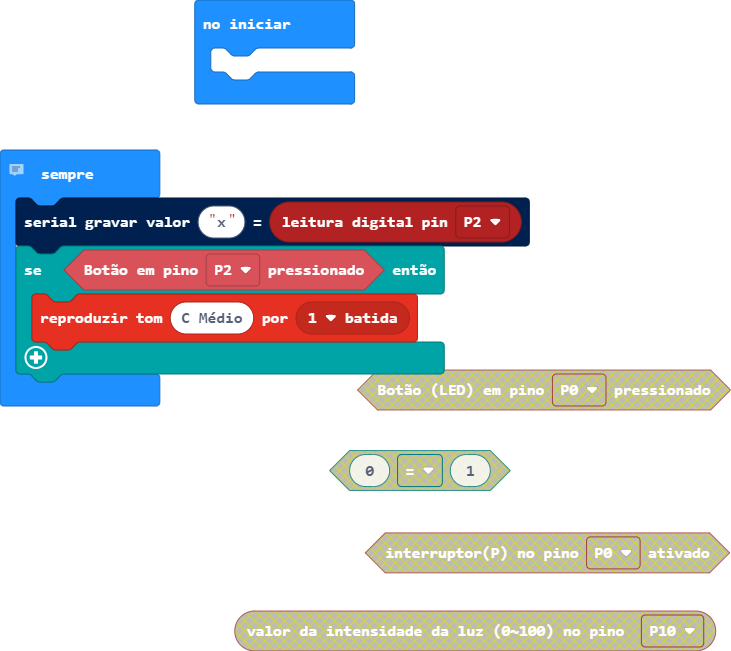 no iniciar
sempre
serial gravar valor "x" = leitura digital pin P2
se Botão em pino P2 pressionado então
reproduzir tom C Médio por 1 batida
Botão (LED) em pino P0 pressionado
0 = 1
interruptor(P) no pino P0 ativado
valor da intensidade da luz (0~100) no pino P10